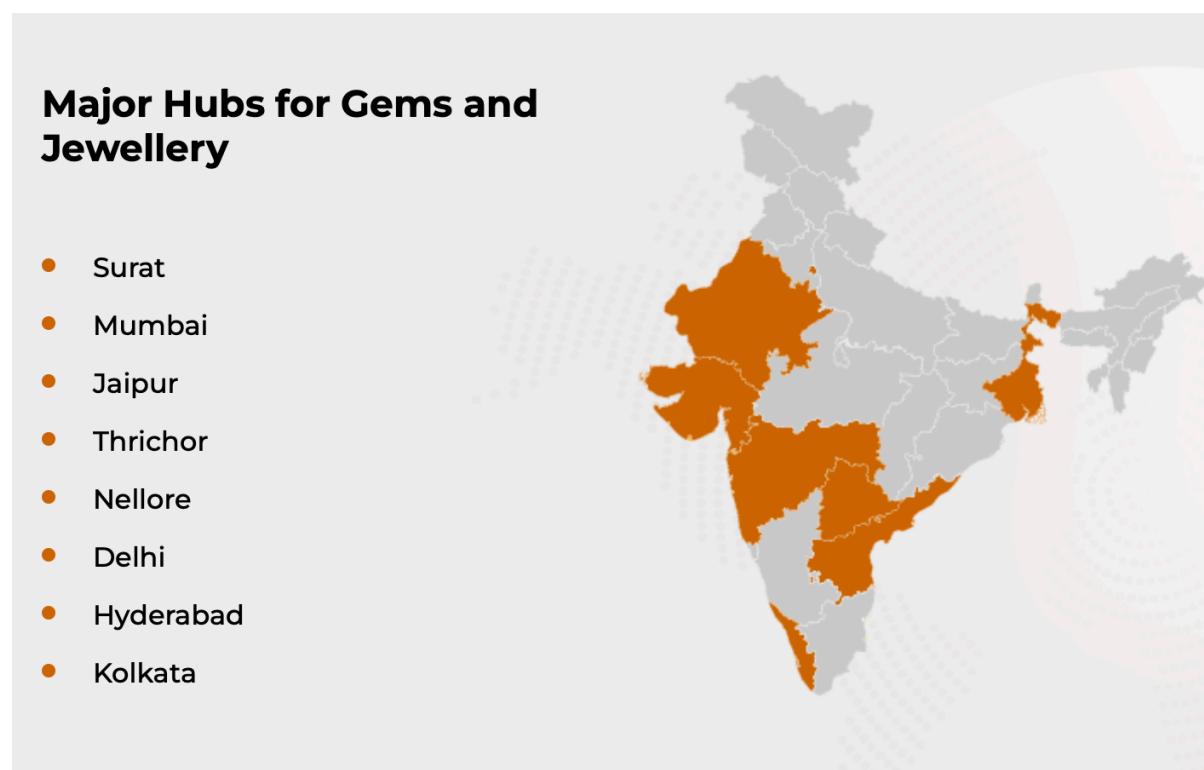 Major Hubs for Gems and
Jewellery
Surat
Mumbai
Jaipur
Thrichor
Nellore
Delhi
Hyderabad
Kolkata